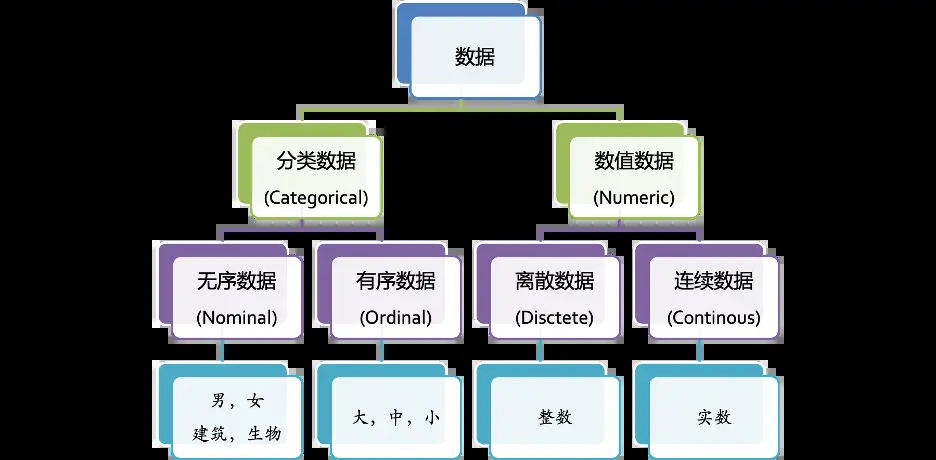 数据
分类数据
(Categorical)
数值数据
(Numeric)
无序数据
(Nominal)
有序数据
(Ordinal)
离散数据
(Disctete)
连续数据
(Continous)
男，女
建筑，生物
大，中，小
整数
实数